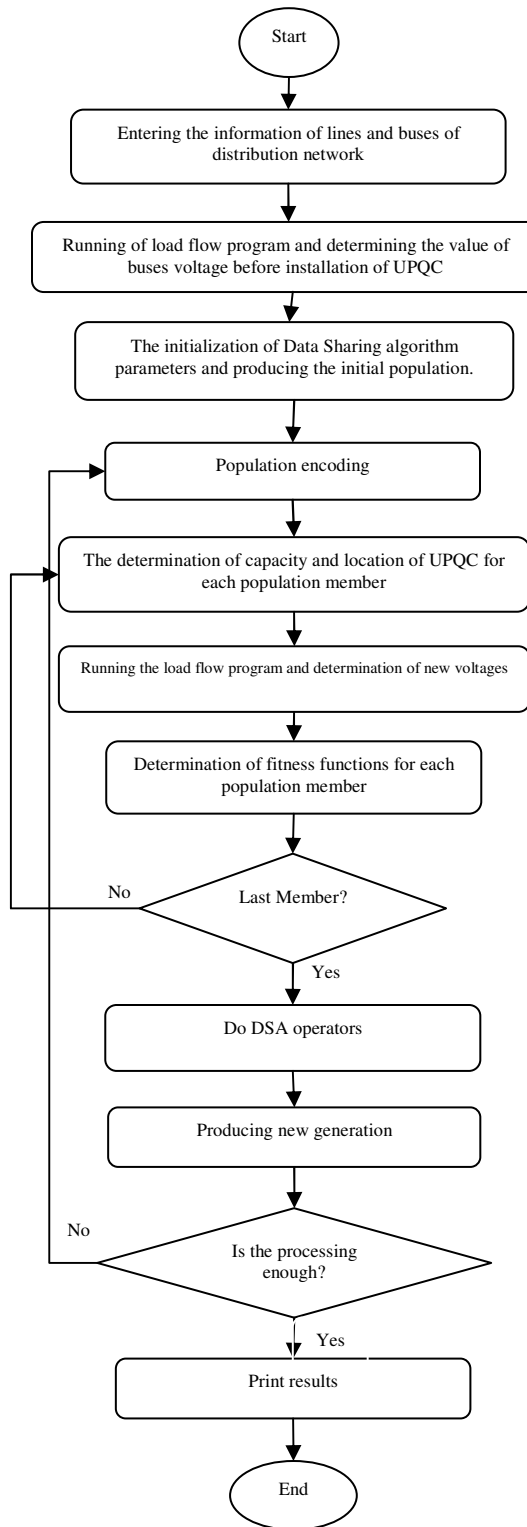 Start
Entering the information of lines and buses of
distribution network
Running of load flow program and determining the value of
buses voltage before installation of UPQC
The initialization of Data Sharing algorithm
parameters and producing the initial population.
Population encoding
The determination of capacity and location of UPQC for
each population member
Running the load flow program and determination of new voltages
Determination of fitness functions for each
population member
No
Last Member?
Yes
Do DSA operators
Producing new generation
No
Is the processing
enough?
Yes
Print results
End